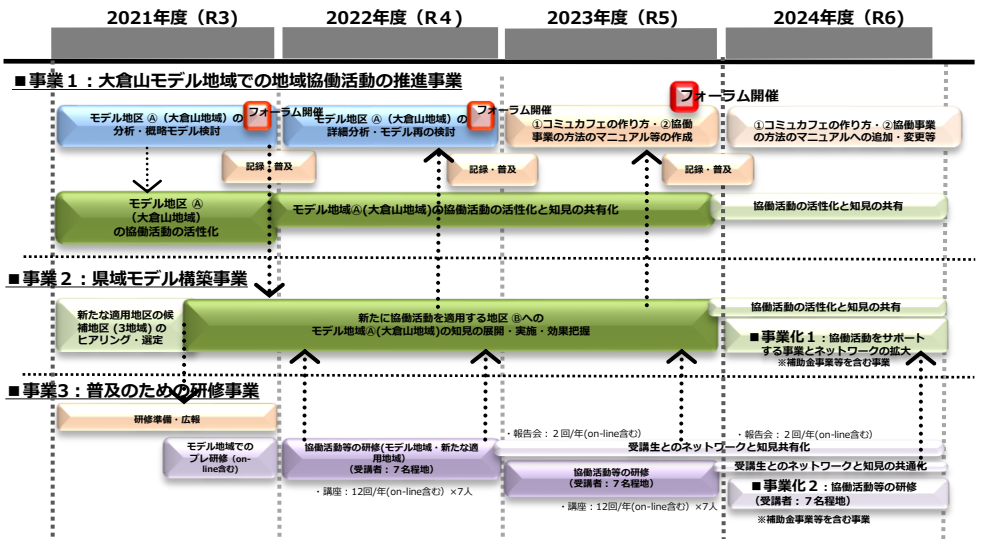 2021年度（R3）
2022年度（R４）
2023年度（R5）
2024年度（R6）
■事業１：大倉山モデル地域での地域協働活動の推進事業
フォーラム開催
フォーラム開催
フォーラム開催
モデル地区 Ⓐ（大倉山地域）の
分析・概略モデル検討
モデル地区 Ⓐ（大倉山地域）の
詳細分析・モデル再の検討
①コミュカフェの作り方・②協働
事業の方法のマニュアル等の作成
①コミュカフェの作り方・②協働事業
の方法のマニュアルへの追加・変更等
記録・普及
記録・普及
記録・普及
モデル地区 Ⓐ
（大倉山地域）
の協働活動の活性化
モデル地域Ⓐ(大倉山地域)の協働活動の活性化と知見の共有化
協働活動の活性化と知見の共有
■事業２：県域モデル構築事業
新たな適用地区の候
補地区 (３地域) の
ヒアリング・選定
新たに協働活動を適用する地区 Ⓑへの
モデル地域Ⓐ(大倉山地域)の知見の展開・実施・効果把握
協働活動の活性化と知見の共有
■事業化１：協働活動をサポート
する事業とネットワークの拡大
※補助金事業等を含む事業
■事業3：普及のための研修事業
研修準備・広報
モデル地域での
プレ研修（on-
line含む）
協働活動等の研修(モデル地域・新たな適
用地域）
（受講者：７名程地）
・講座：12回/年(on-line含む）×7人
・報告会：２回/年(on-line含む)
受講生とのネットワークと知見共有化
協働活動等の研修
（受講者：７名程地）
・講座：12回/年(on-line含む）×7人
・報告会：２回/年(on-line含む)
受講生とのネットワークと知見の共通化
■事業化２：協働活動等の研修
（受講者：７名程地）
※補助金事業等を含む事業